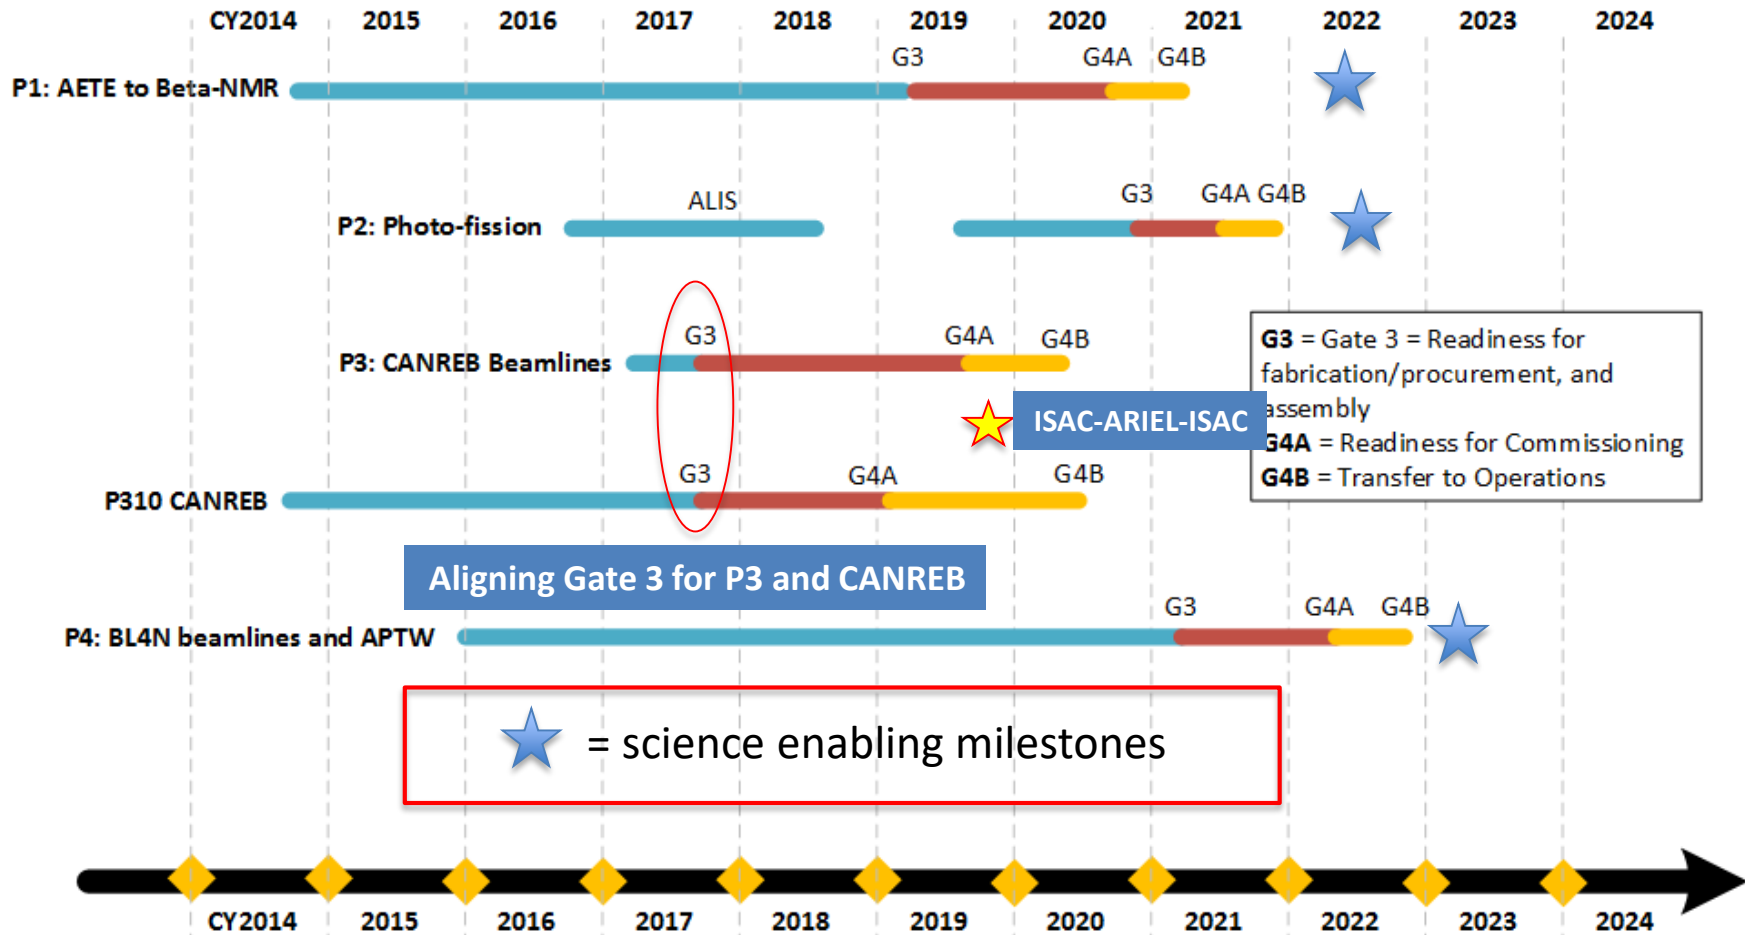 CY2014 2015 2016 2017 2018 2019 2020 2021 2022 2023 2024
G3 G4A G4B
P1: AETE to Beta-NMR
ALIS G3 G4A G4B
P2: Photo-fission
G3 G4A G4B
P3: CANREB Beamlines
G3 = Gate 3 = Readiness for
fabrication/procurement, and
assembly
G4A = Readiness for Commissioning
G4B = Transfer to Operations
ISAC-ARIEL-ISAC
G3 G4A G4B
P310 CANREB
Aligning Gate 3 for P3 and CANREB
G3 G4A G4B
P4: BL4N beamlines and APTW
= science enabling milestones
CY2014 2015 2016 2017 2018 2019 2020 2021 2022 2023 2024